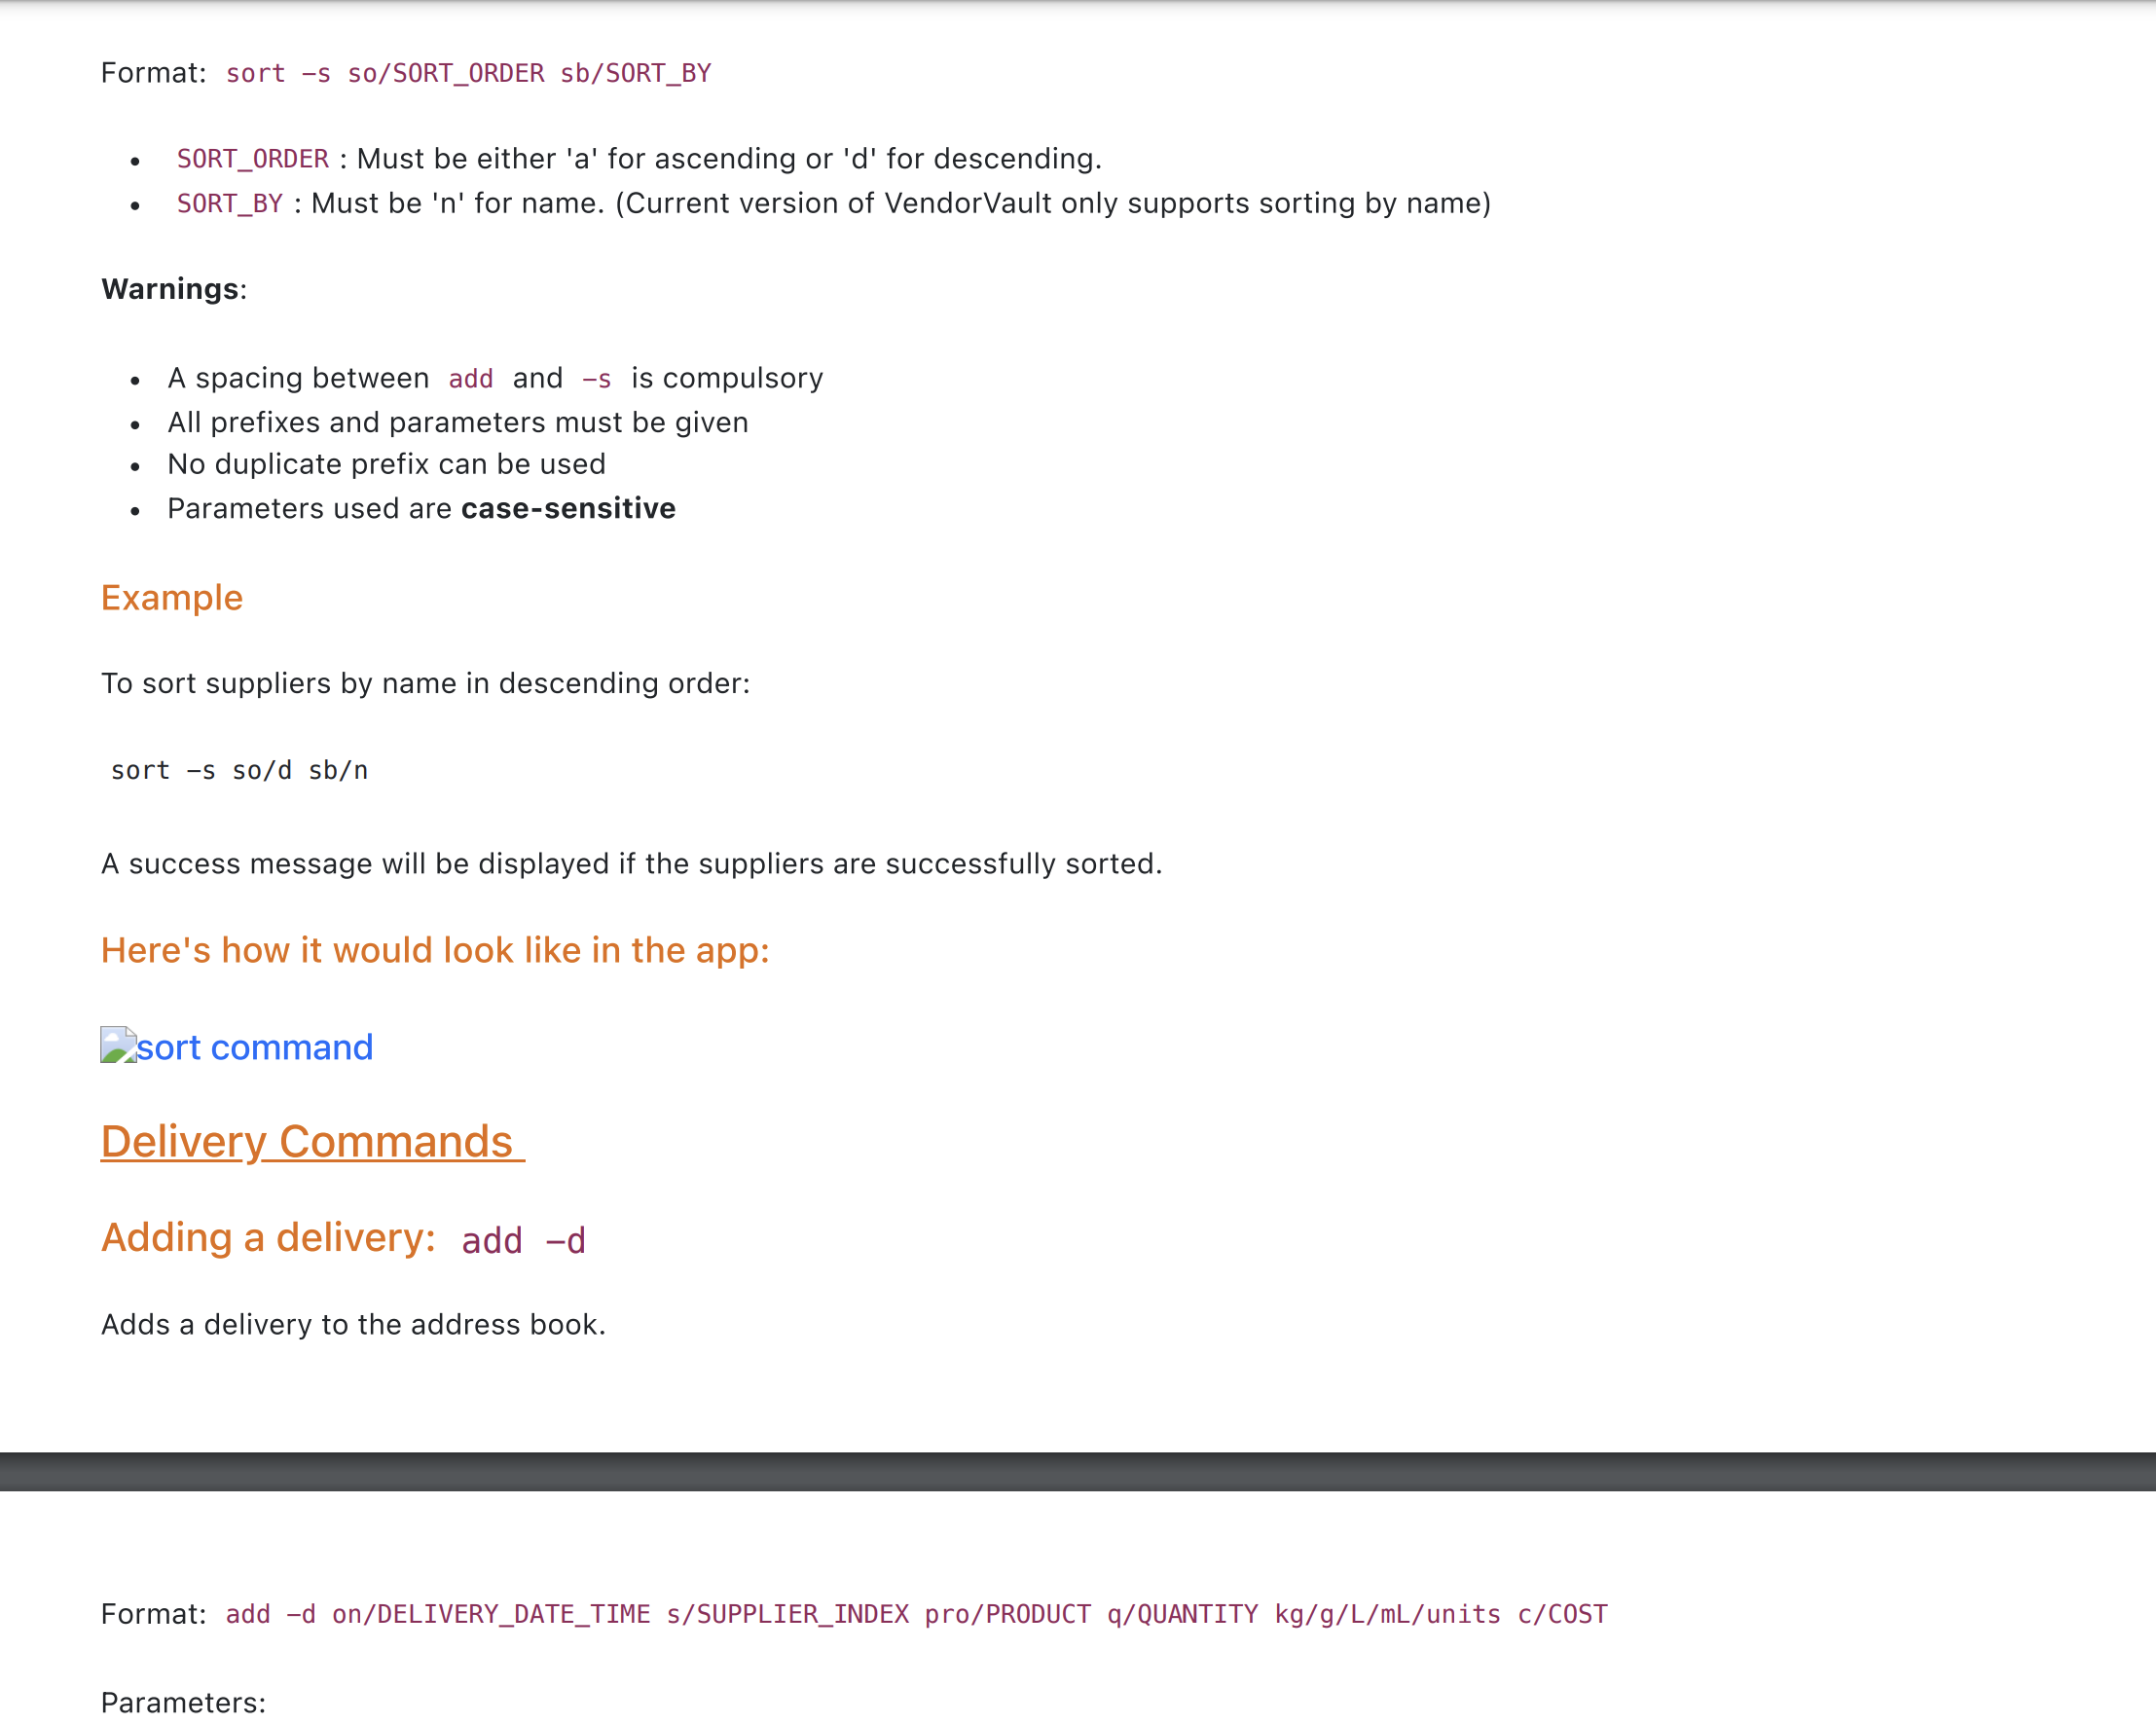 Format: sort –s so/SORT_ORDER sb/SORT_BY
• SORT_ORDER : Must be either 'a' for ascending or 'd' for descending.
• SORT_BY : Must be 'n' for name. (Current version of VendorVault only supports sorting by name)
Warnings:
• A spacing between add and –s is compulsory
• All prefixes and parameters must be given
• No duplicate prefix can be used
• Parameters used are case-sensitive
Example
To sort suppliers by name in descending order:
sort –s so/d sb/n
A success message will be displayed if the suppliers are successfully sorted.
Here's how it would look like in the app:
sort command
Delivery Commands
Adding a delivery: add –d
Adds a delivery to the address book.
Format: add –d on/DELIVERY_DATE_TIME s/SUPPLIER_INDEX pro/PRODUCT q/QUANTITY kg/g/L/mL/units c/COST
Parameters: